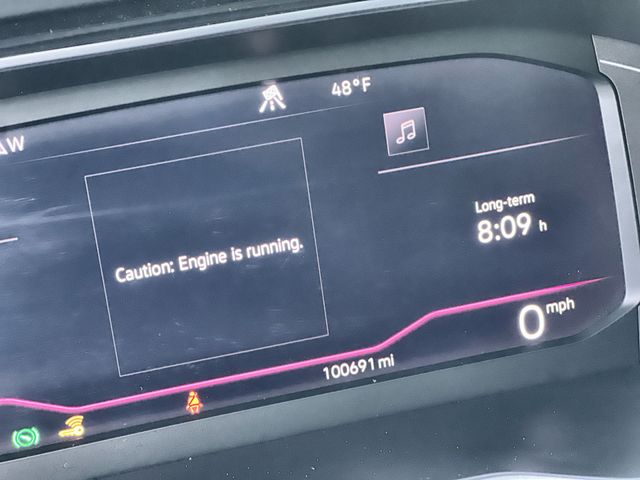 W
48°F
Long-term
8:09 h
Caution: Engine is running.
0 mph
100691 mi